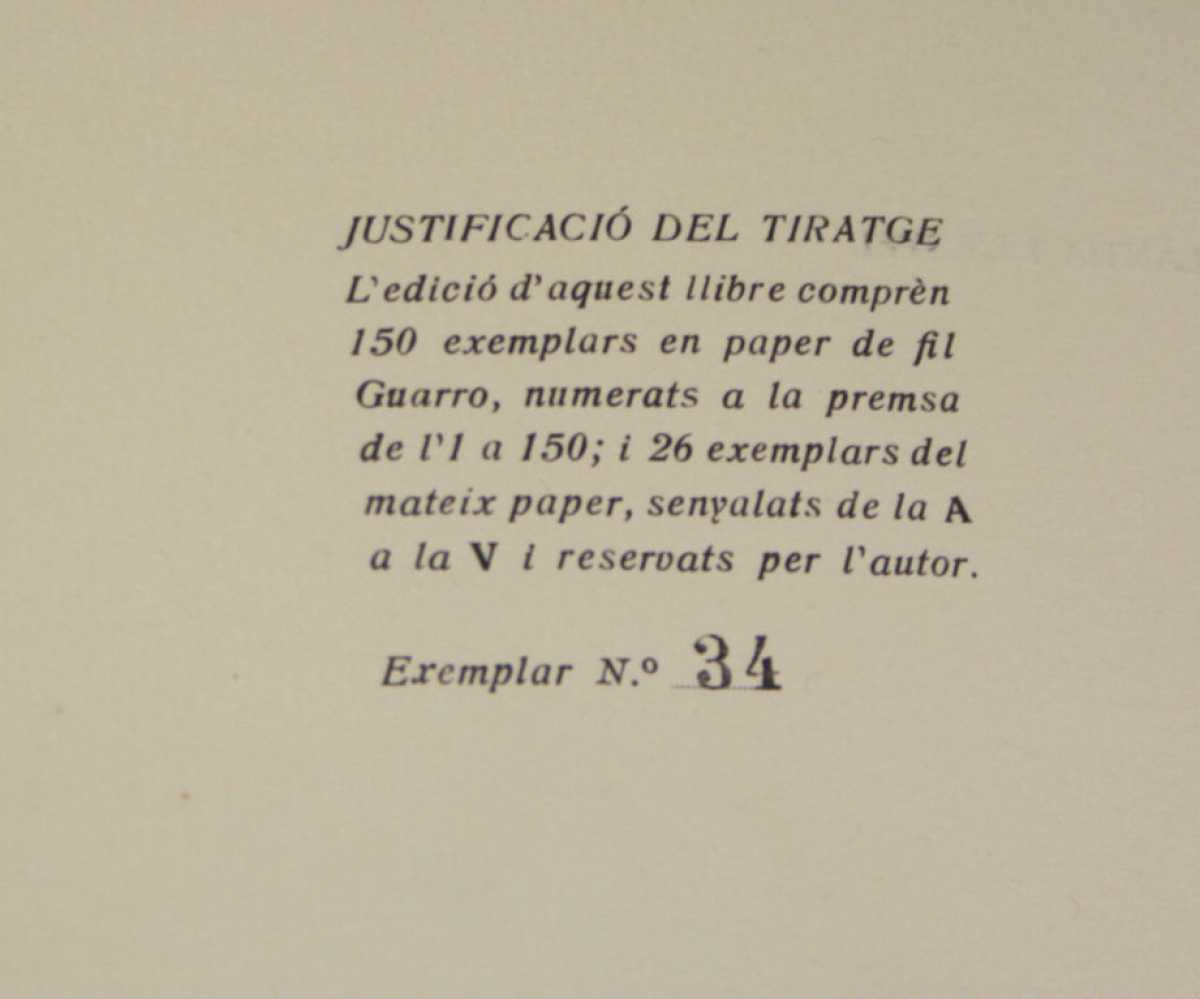 JUSTIFICACIÓ DEL TIRATGE
L'edició d'aquest llibre comprèn
150 exemplars en paper de fil
Guarro, numerats a la premsa
de l'1 a 150; i 26 exemplars del
mateix paper, senyalats de la A
a la V i reservats per l'autor.
Exemplar N.º 34